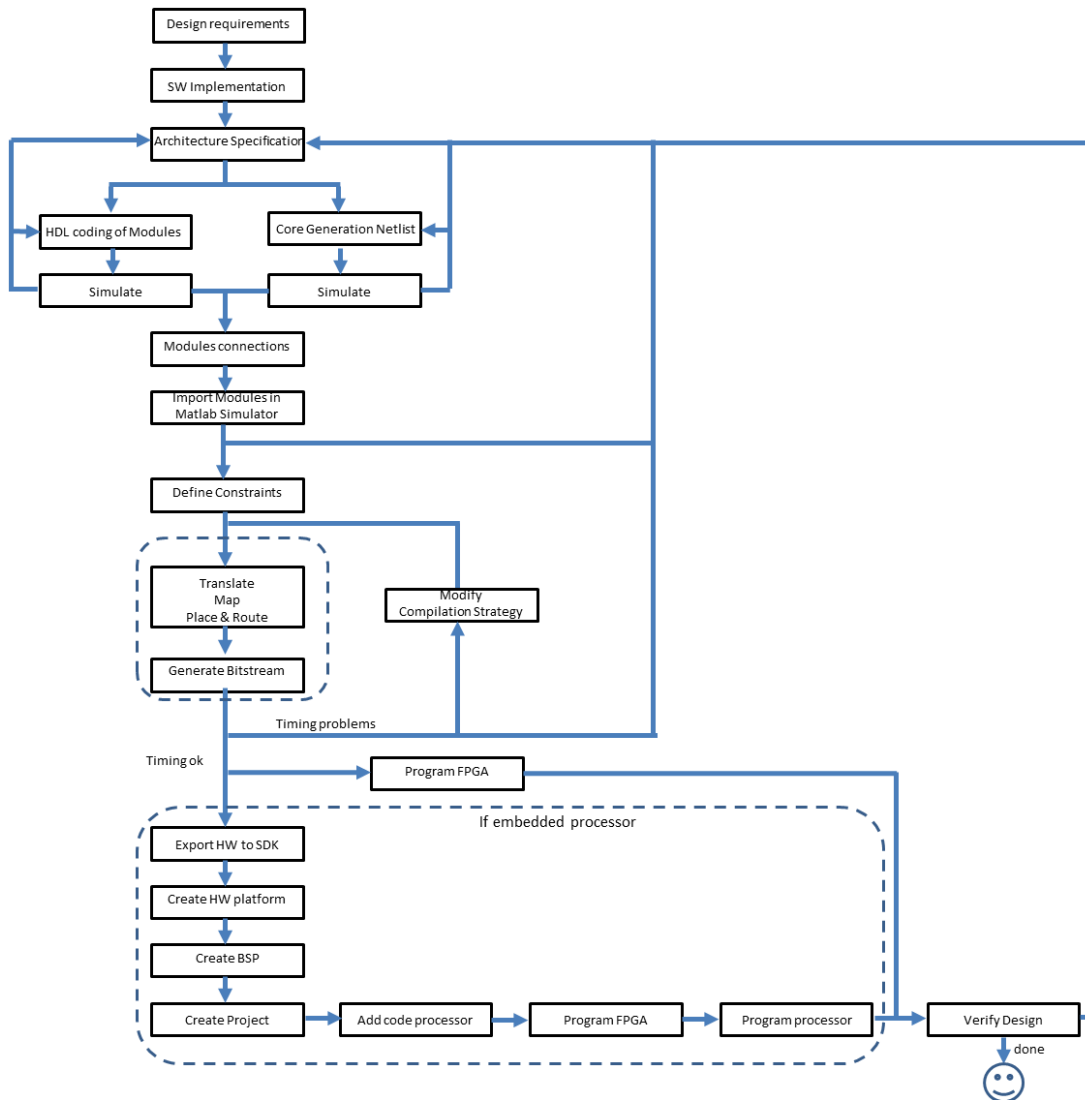 Design requirements
SW Implementation
Architecture Specification
HDL coding of Modules
Core Generation Netlist
Simulate
Simulate
Modules connections
Import Modules in
Matlab Simulator
Define Constraints
Translate
Map
Place & Route
Modify
Compilation Strategy
Generate Bitstream
Timing problems
Timing ok
Program FPGA
If embedded processor
Export HW to SDK
Create HW platform
Create BSP
Create Project
Add code processor
Program FPGA
Program processor
Verify Design
done